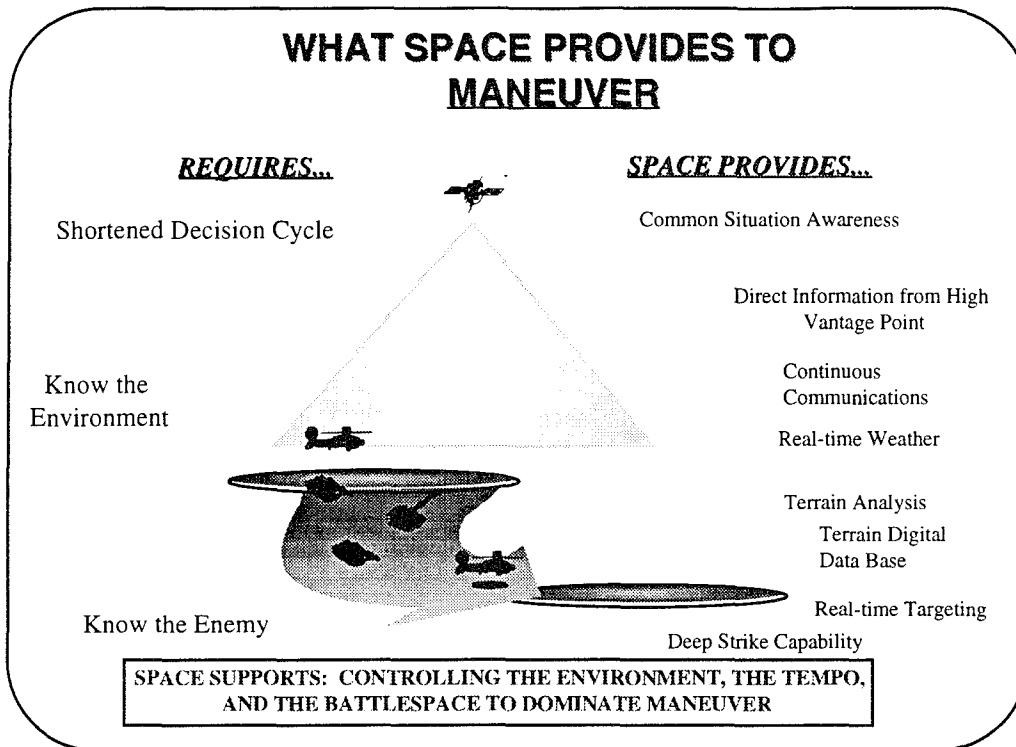 WHAT SPACE PROVIDES TO
MANEUVER
REQUIRES...
SPACE PROVIDES...
Shortened Decision Cycle
Common Situation Awareness
Direct Information from High
Vantage Point
Know the
Environment
Continuous
Communications
Real-time Weather
Terrain Analysis
Terrain Digital
Data Base
Know the Enemy
Real-time Targeting
Deep Strike Capability
SPACE SUPPORTS: CONTROLLING THE ENVIRONMENT, THE TEMPO,
AND THE BATTLESPACE TO DOMINATE MANEUVER